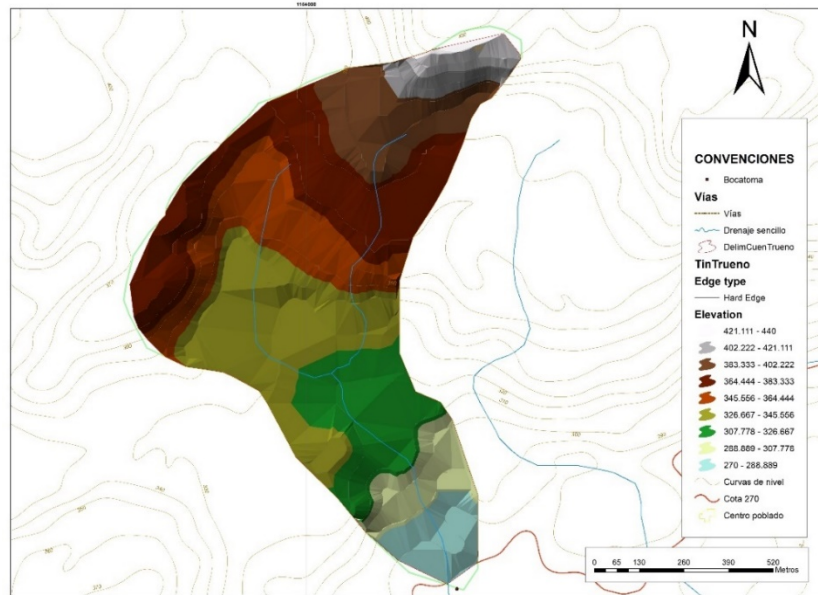 N
CONVENCIONES
Bocatoma
Vías
Vías
Drenaje sencillo
DelimCuenTrueno
TinTrueno
Edge type
Hard Edge
Elevation
421.111 - 440
402.222 - 421.111
383.333 - 402.222
364.444 - 383.333
345.556 - 364.444
326.667 - 345.556
307.778 - 326.667
288.889 - 307.778
270 - 288.889
Curvas de nivel
Cota 270
Centro poblado
0 65 130 260 390 520
Metros